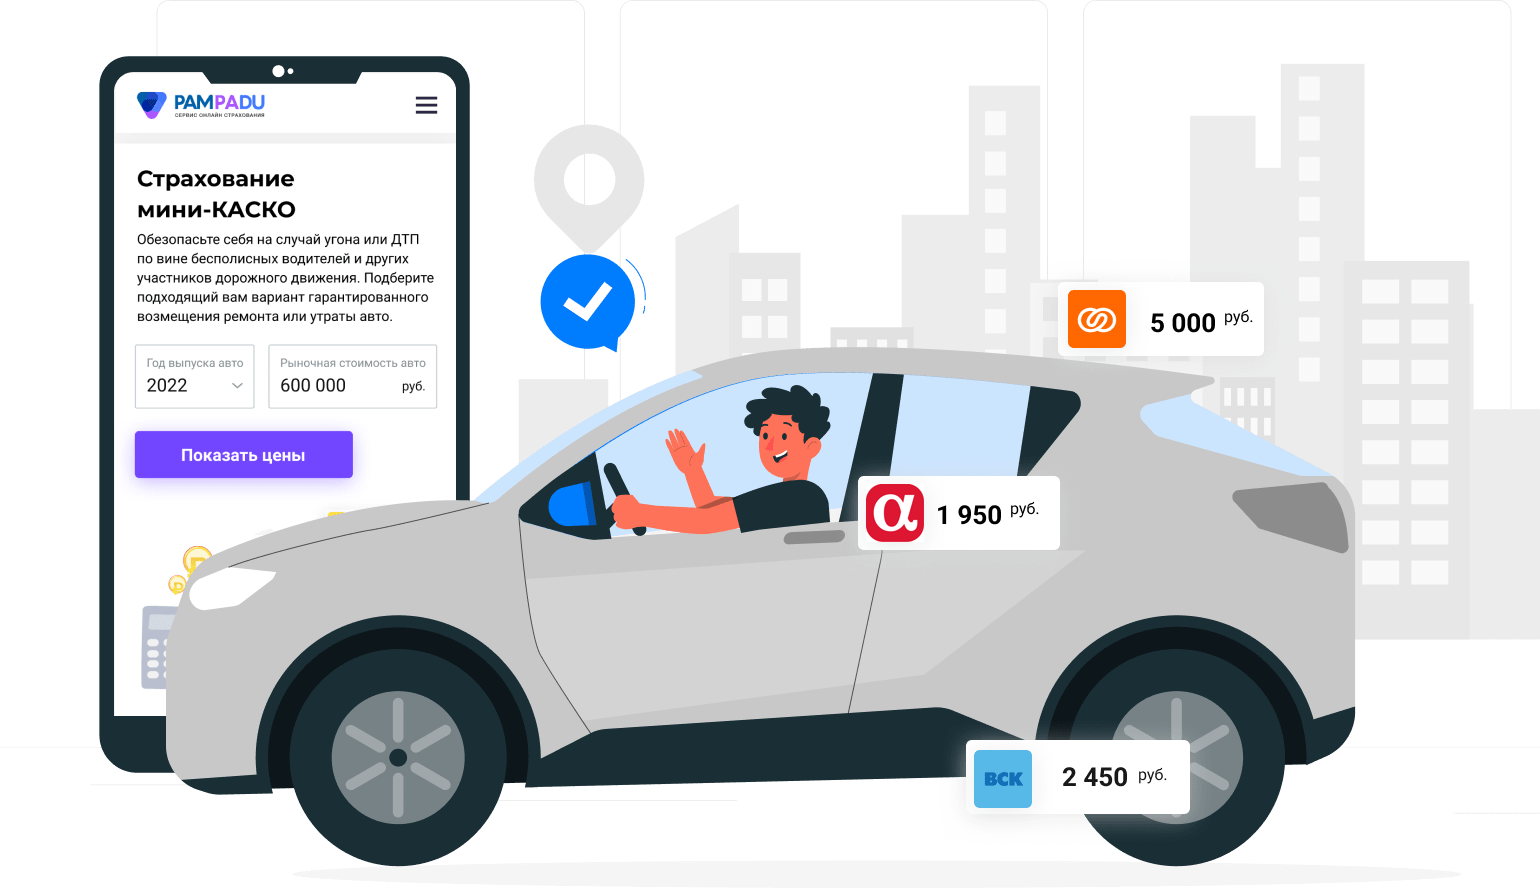 PAMPADU
СЕРВИС ОНЛАЙН СТРАХОВАНИЯ
Страхование
мини-КАСКО
Обезопасьте себя на случай угона или ДТП
по вине бесполисных водителей и других
участников дорожного движения. Подберите
подходящий вам вариант гарантированного
возмещения ремонта или утраты авто.
Год выпуска авто
2022
Рыночная стоимость авто
600 000 руб.
Показать цены
5 000 руб.
α 1 950 руб.
ВСК 2 450 руб.